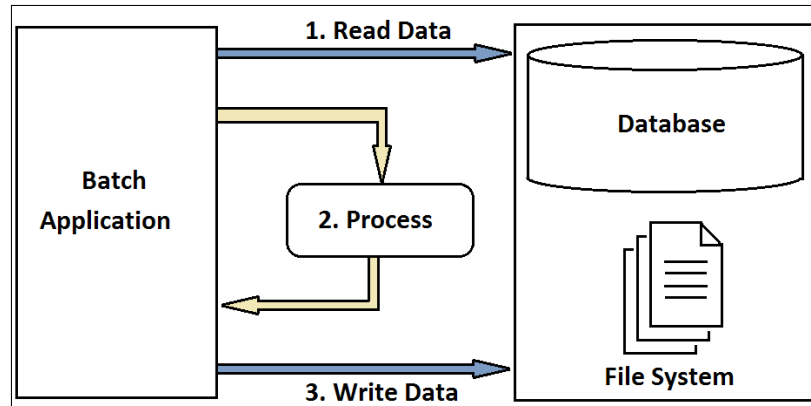 1. Read Data
Database
Batch
Application
2. Process
File System
3. Write Data